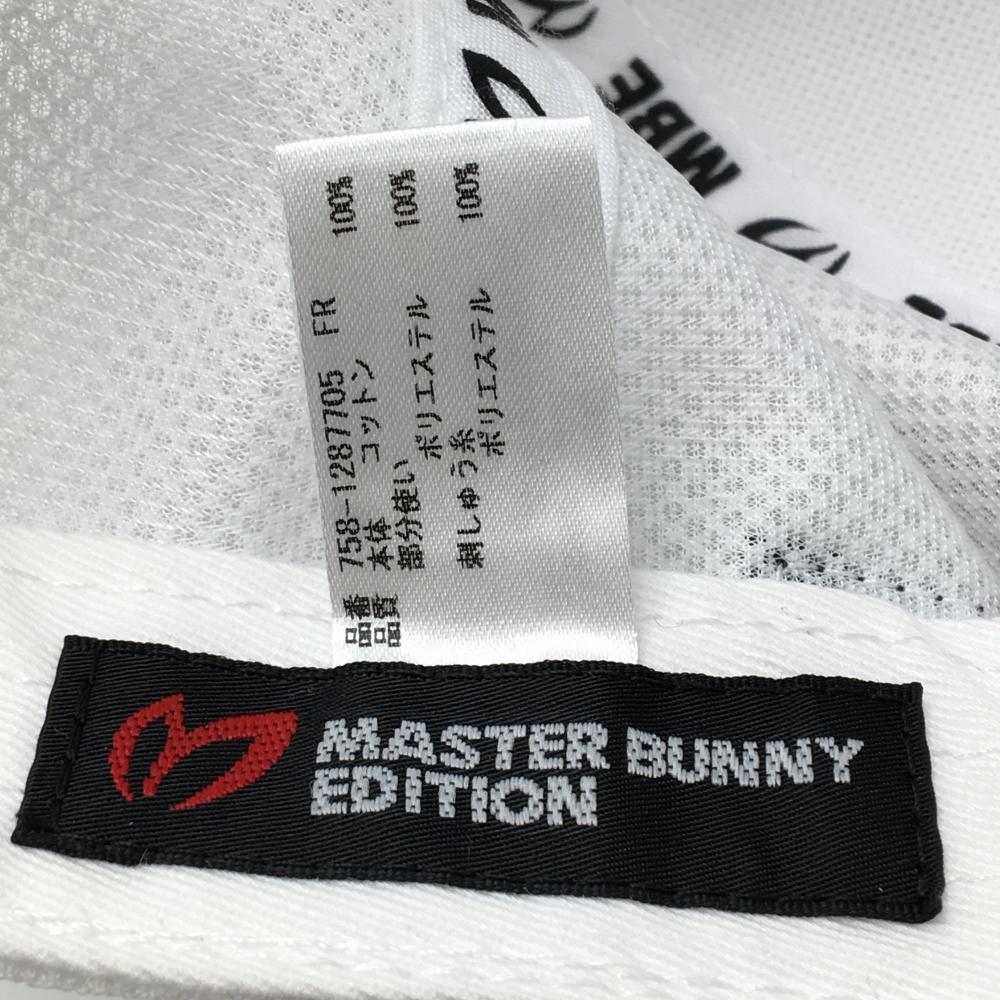 品番 758-1287705 FR
品質 本体 コットン 100%
部分使い ポリエステル 100%
刺しゅう糸 ポリエステル 100%
MBE
MASTER BUNNY
EDITION